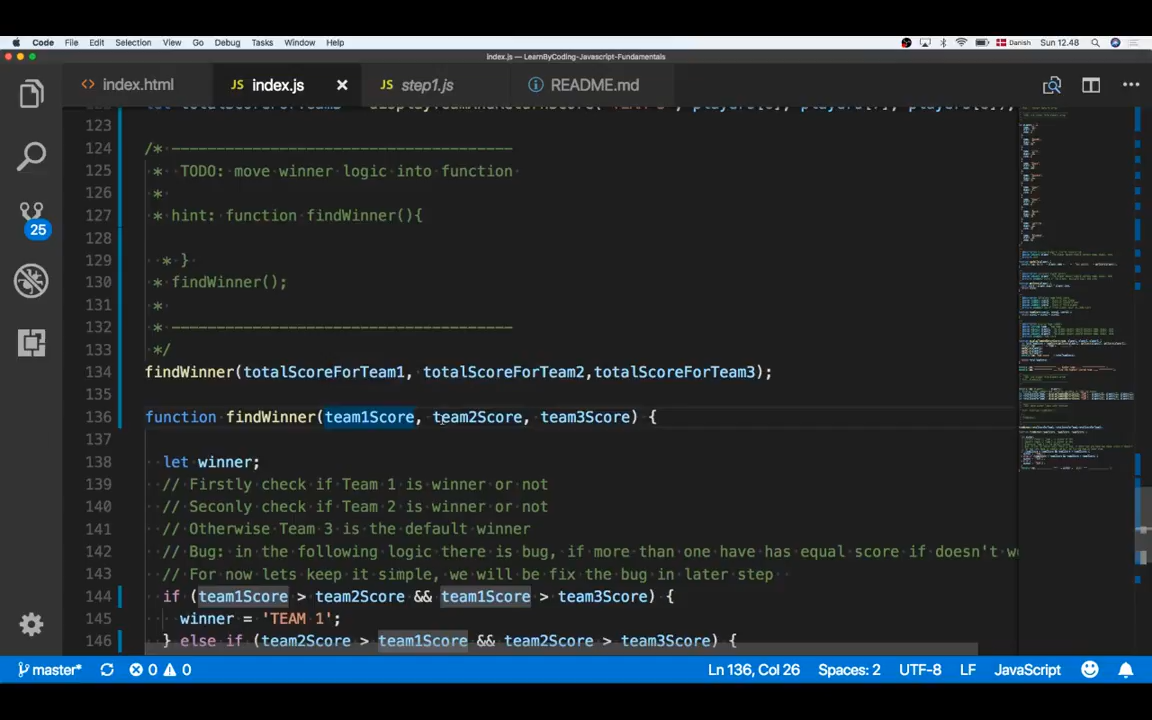 Code File Edit Selection View Go Debug Tasks Window Help Danish Sun 12.48
index.js — LearnByCoding-Javascript-Fundamentals
index.html JS index.js JS step1.js README.md
123
124 /* -------------------------------------
125 * TODO: move winner logic into function
126 *
127 * hint: function findWinner(){
128
129 * }
130 * findWinner();
131 *
132 * -------------------------------------
133 */
134 findWinner(totalScoreForTeam1, totalScoreForTeam2,totalScoreForTeam3);
135
136 function findWinner(team1Score, team2Score, team3Score) {
137
138 let winner;
139 // Firstly check if Team 1 is winner or not
140 // Seconly check if Team 2 is winner or not
141 // Otherwise Team 3 is the default winner
142 // Bug: in the following logic there is bug, if more than one have has equal score if doesn't
143 // For now lets keep it simple, we will be fix the bug in later step
144 if (team1Score > team2Score && team1Score > team3Score) {
145 winner = 'TEAM 1';
146 } else if (team2Score > team1Score && team2Score > team3Score) {
25
master* 0 0 Ln 136, Col 26 Spaces: 2 UTF-8 LF JavaScript